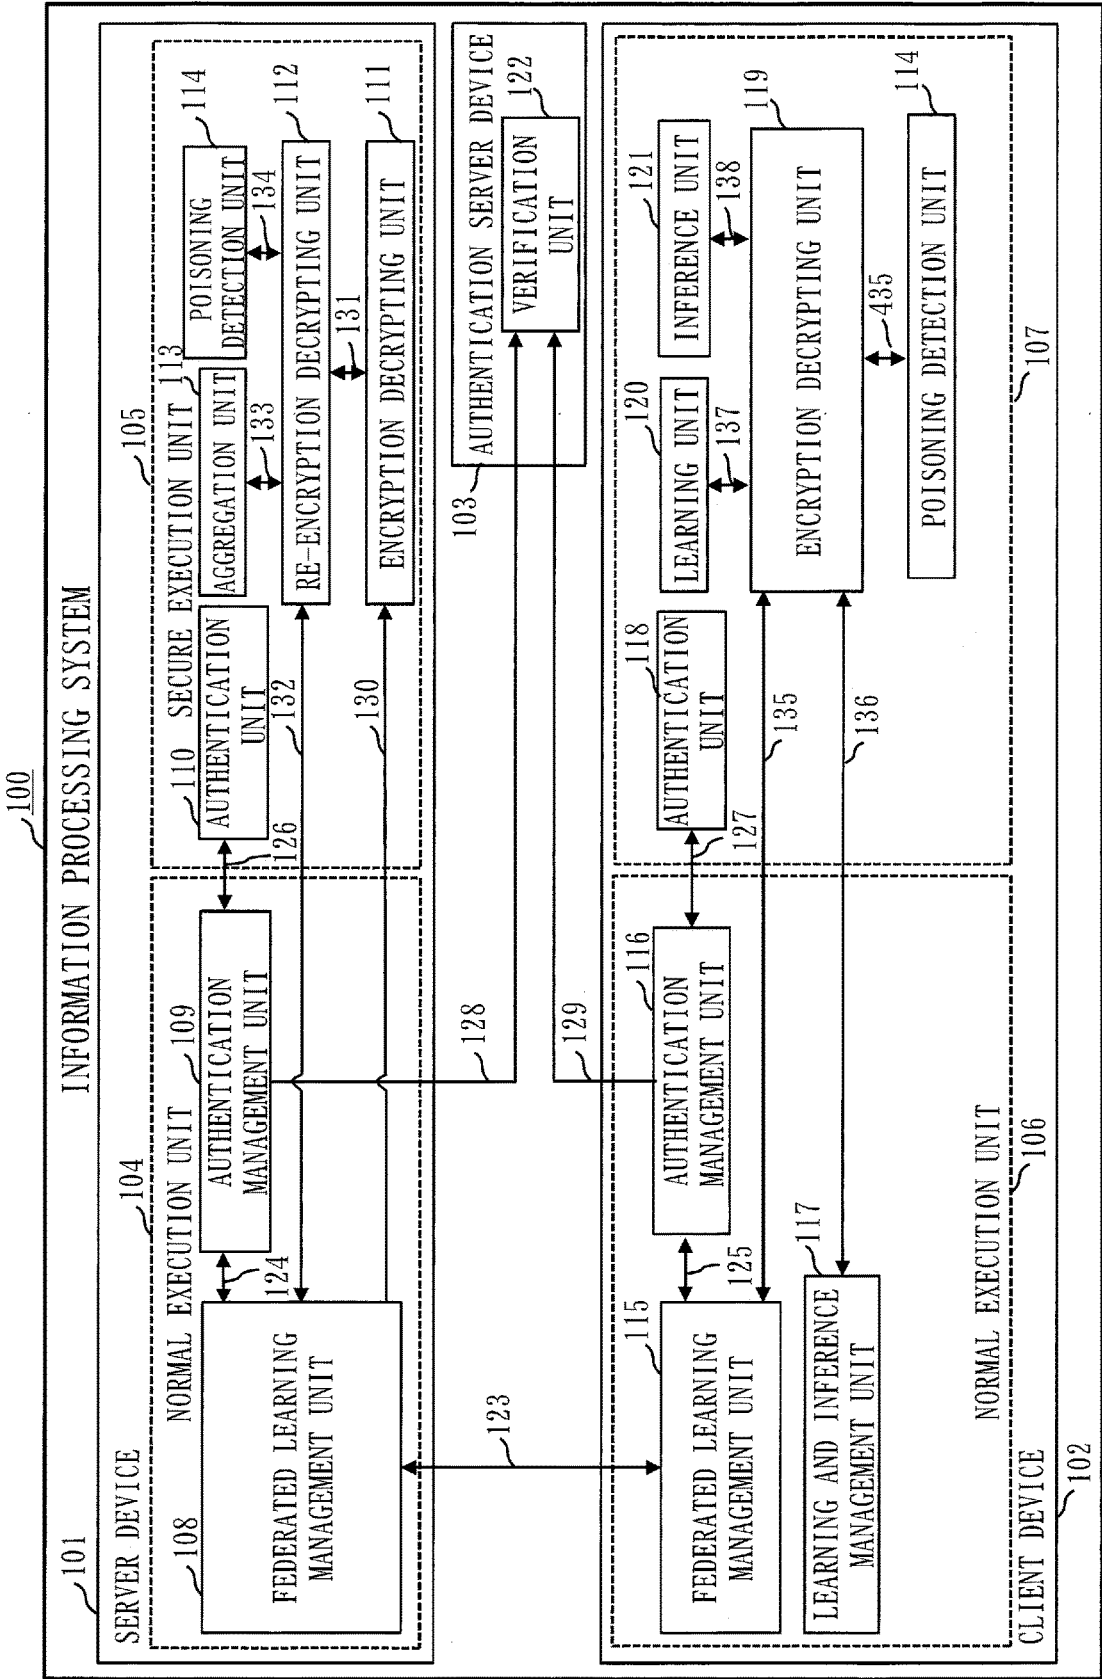 100
INFORMATION PROCESSING SYSTEM
101
SERVER DEVICE
104
NORMAL EXECUTION UNIT
108
FEDERATED LEARNING
MANAGEMENT UNIT
124
109
AUTHENTICATION
MANAGEMENT UNIT
126
105
SECURE EXECUTION UNIT
110
AUTHENTICATION
UNIT
132
130
113
AGGREGATION UNIT
133
114
POISONING
DETECTION UNIT
134
112
RE-ENCRYPTION DECRYPTING UNIT
131
111
ENCRYPTION DECRYPTING UNIT
128
129
123
103
AUTHENTICATION SERVER DEVICE
122
VERIFICATION
UNIT
115
FEDERATED LEARNING
MANAGEMENT UNIT
125
116
AUTHENTICATION
MANAGEMENT UNIT
127
117
LEARNING AND INFERENCE
MANAGEMENT UNIT
118
AUTHENTICATION
UNIT
135
136
120
LEARNING UNIT
137
121
INFERENCE UNIT
138
119
ENCRYPTION DECRYPTING UNIT
435
114
POISONING DETECTION UNIT
107
NORMAL EXECUTION UNIT
106
CLIENT DEVICE
102